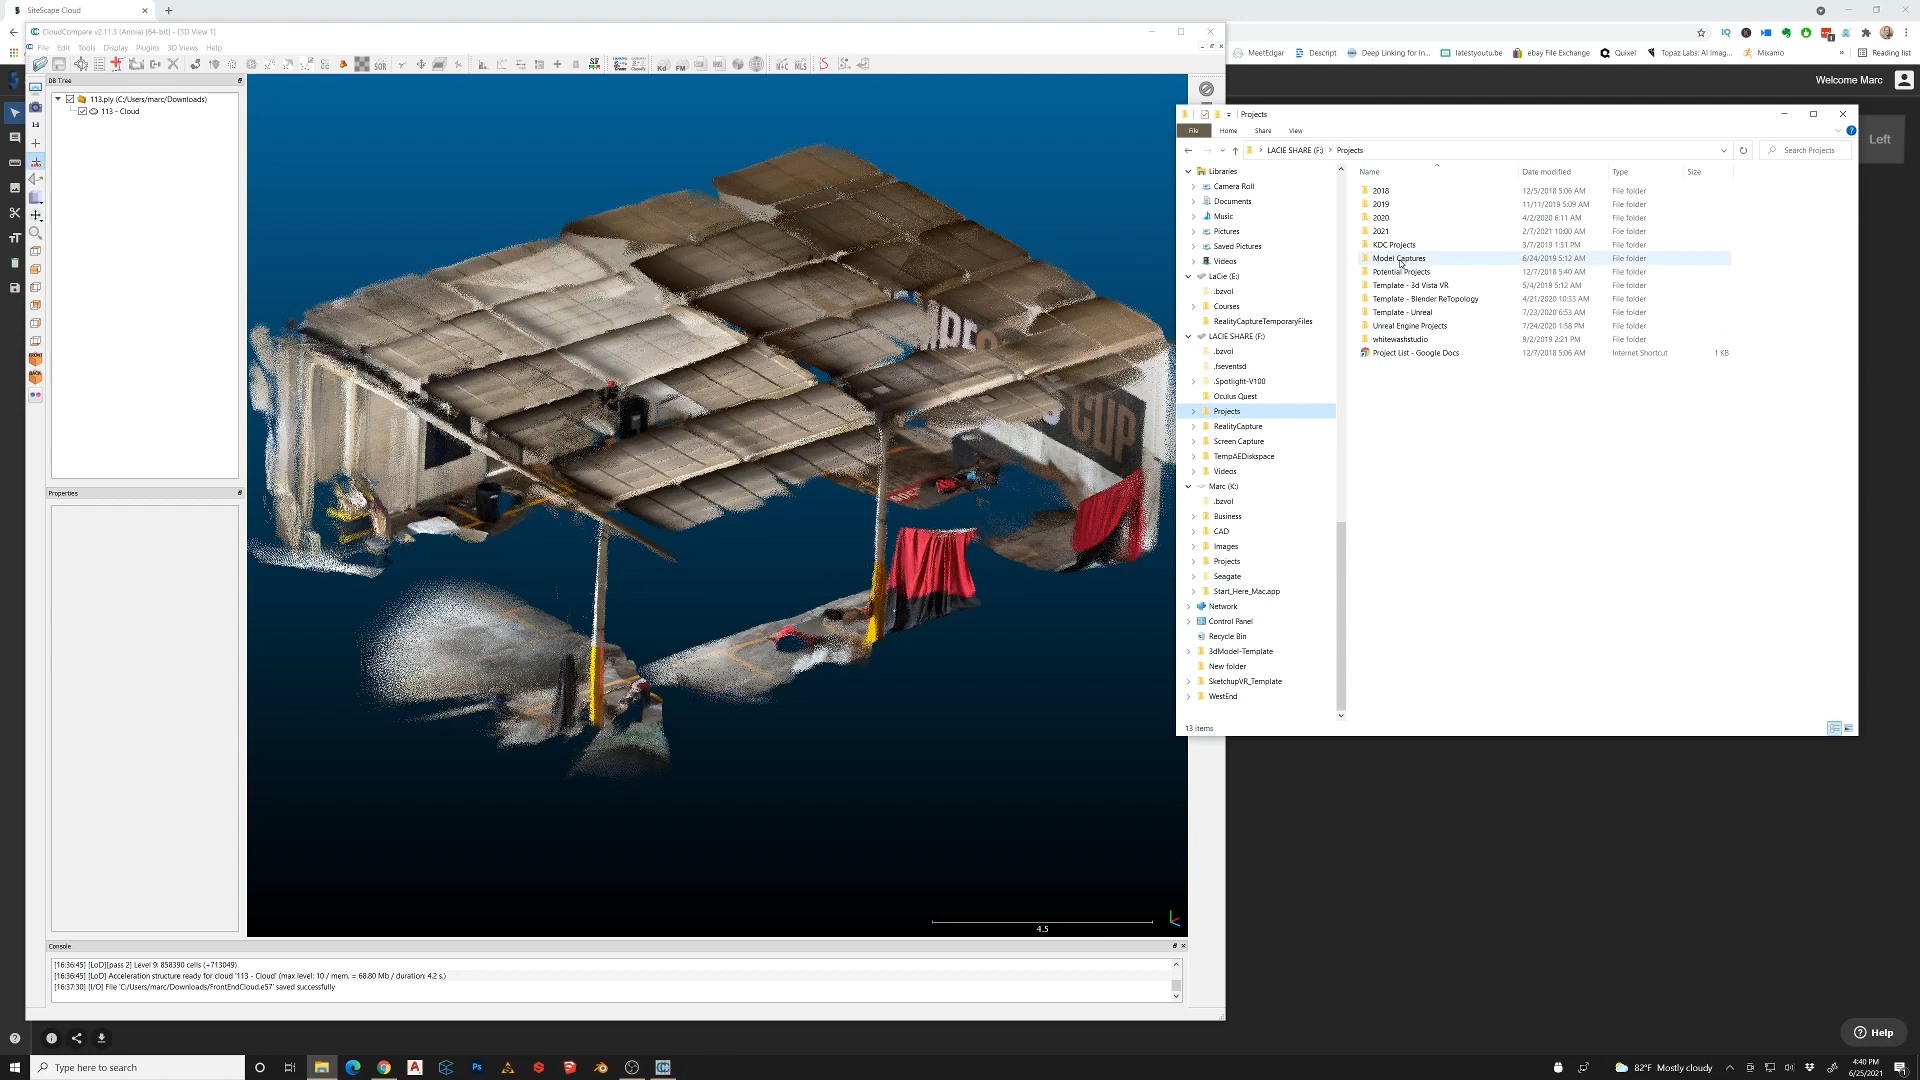 SiteScape Cloud
CloudCompare v2.11.3 (Anoia) [64-bit] - [3D View 1]
File Edit Tools Display Plugins 3D Views Help
MeetEdgar Descript Deep Linking for In... latestyoutu.be ebay File Exchange Quixel Topaz Labs: AI Imag... Mixamo » Reading list
SOR SF Kd FM N+C MLS
Welcome Marc
Left
DB Tree
113.ply (C:/Users/marc/Downloads)
113 - Cloud
1:1
FRONT
BACK
Properties
CUP
4.5
Projects
File Home Share View
LACIE SHARE (F:) > Projects
Search Projects
Name Date modified Type Size
Libraries
Camera Roll
Documents
Music
Pictures
Saved Pictures
Videos
LaCie (E:)
.bzvol
Courses
RealityCaptureTemporaryFiles
LACIE SHARE (F:)
.bzvol
.fseventsd
.Spotlight-V100
Oculus Quest
Projects
RealityCapture
Screen Capture
TempAEDiskspace
Videos
Marc (K:)
.bzvol
Business
CAD
Images
Projects
Seagate
Start_Here_Mac.app
Network
Control Panel
Recycle Bin
3dModel-Template
New folder
SketchupVR_Template
WestEnd
2018 12/5/2018 5:06 AM File folder
2019 11/11/2019 5:09 AM File folder
2020 4/2/2020 6:11 AM File folder
2021 2/7/2021 10:00 AM File folder
KDC Projects 3/7/2019 1:31 PM File folder
Model Captures 6/24/2019 5:12 AM File folder
Potential Projects 12/7/2018 5:40 AM File folder
Template - 3d Vista VR 5/4/2019 5:12 AM File folder
Template - Blender ReTopology 4/21/2020 10:33 AM File folder
Template - Unreal 7/23/2020 6:53 AM File folder
Unreal Engine Projects 7/24/2020 1:58 PM File folder
whitewashstudio 9/2/2019 2:21 PM File folder
Project List - Google Docs 12/7/2018 5:06 AM Internet Shortcut 1 KB
13 items
Console
[16:36:45] [LoD][pass 2] Level 9: 858390 cells (+713049)
[16:36:45] [LoD] Acceleration structure ready for cloud '113 - Cloud' (max level: 10 / mem. = 68.80 Mb / duration: 4.2 s.)
[16:37:30] [I/O] File 'C:/Users/marc/Downloads/FrontEndCloud.e57' saved successfully
Help
Type here to search
82°F Mostly cloudy
4:40 PM
6/25/2021